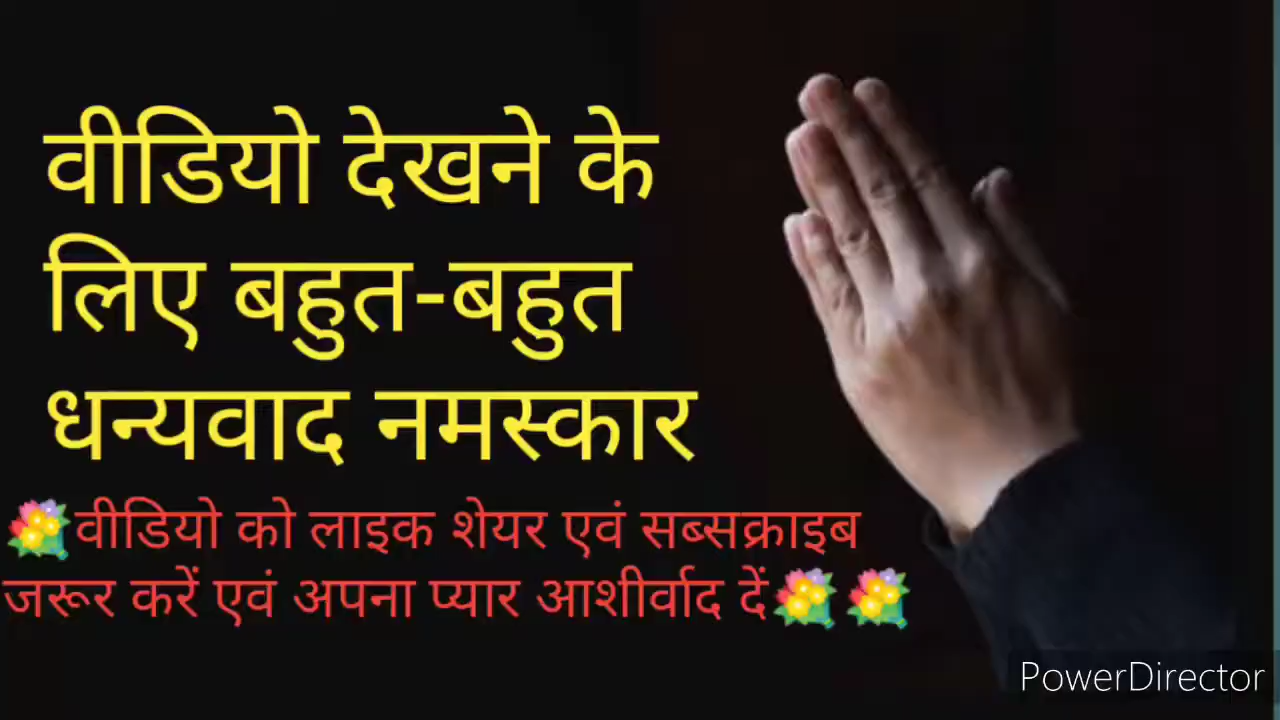 वीडियो देखने के
लिए बहुत-बहुत
धन्यवाद नमस्कार
💐वीडियो को लाइक शेयर एवं सब्सक्राइब
जरूर करें एवं अपना प्यार आशीर्वाद दें💐 💐
PowerDirector